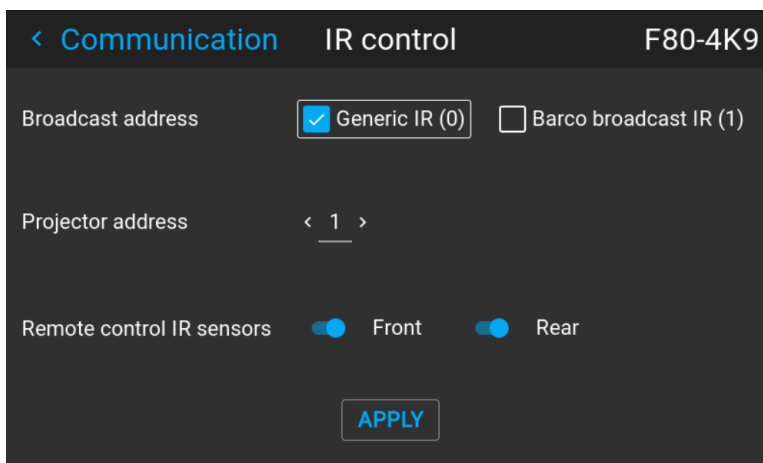 Communication IR control F80-4K9
Broadcast address Generic IR (0) Barco broadcast IR (1)
Projector address < 1 >
Remote control IR sensors Front Rear
APPLY